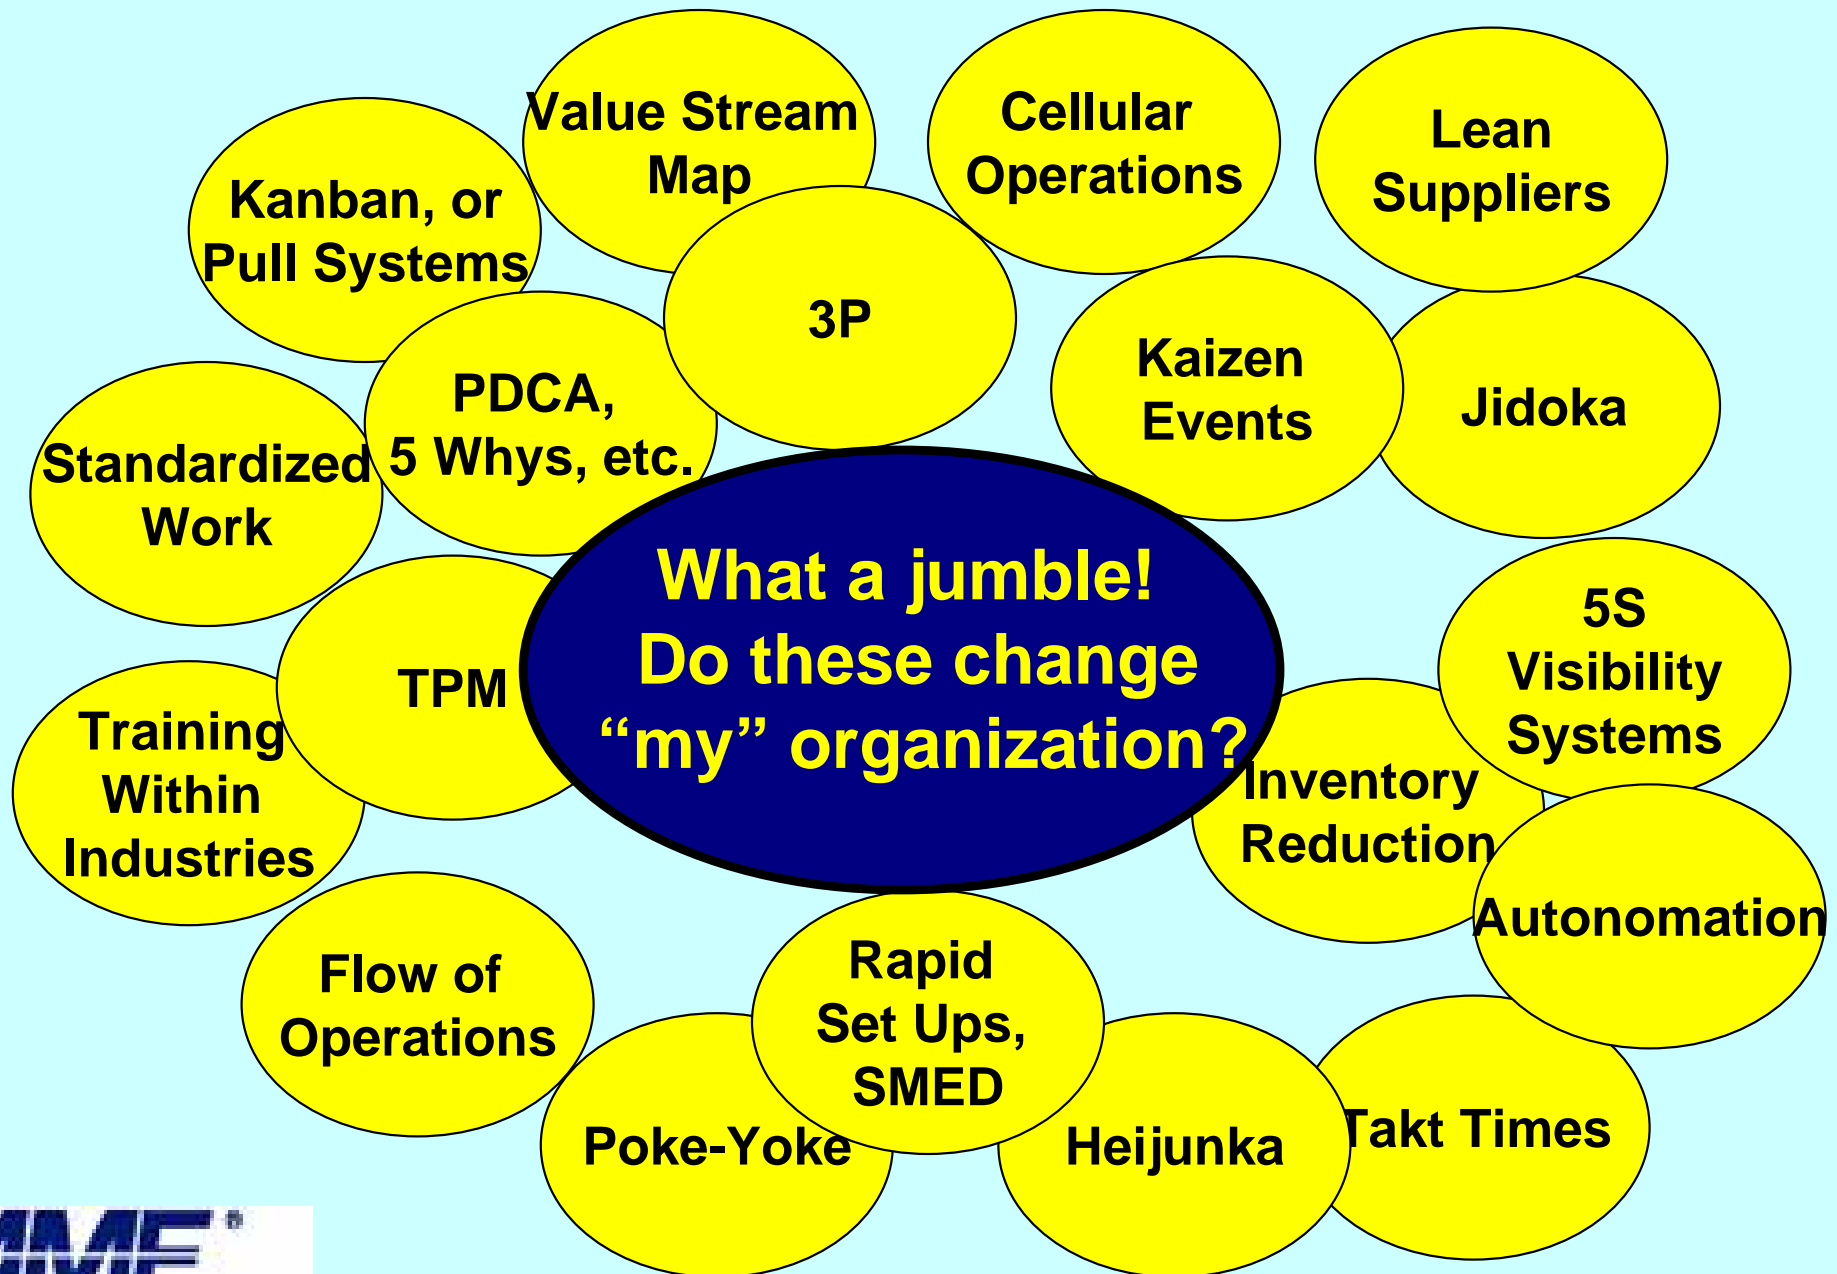 Value Stream
Map
Cellular
Operations
Lean
Suppliers
Kanban, or
Pull Systems
3P
Kaizen
Events
Jidoka
PDCA,
5 Whys, etc.
Standardized
Work
What a jumble!
Do these change
“my” organization?
5S
Visibility
Systems
TPM
Training
Within
Industries
Inventory
Reduction
Autonomation
Flow of
Operations
Rapid
Set Ups,
SMED
Poke-Yoke
Heijunka
Takt Times